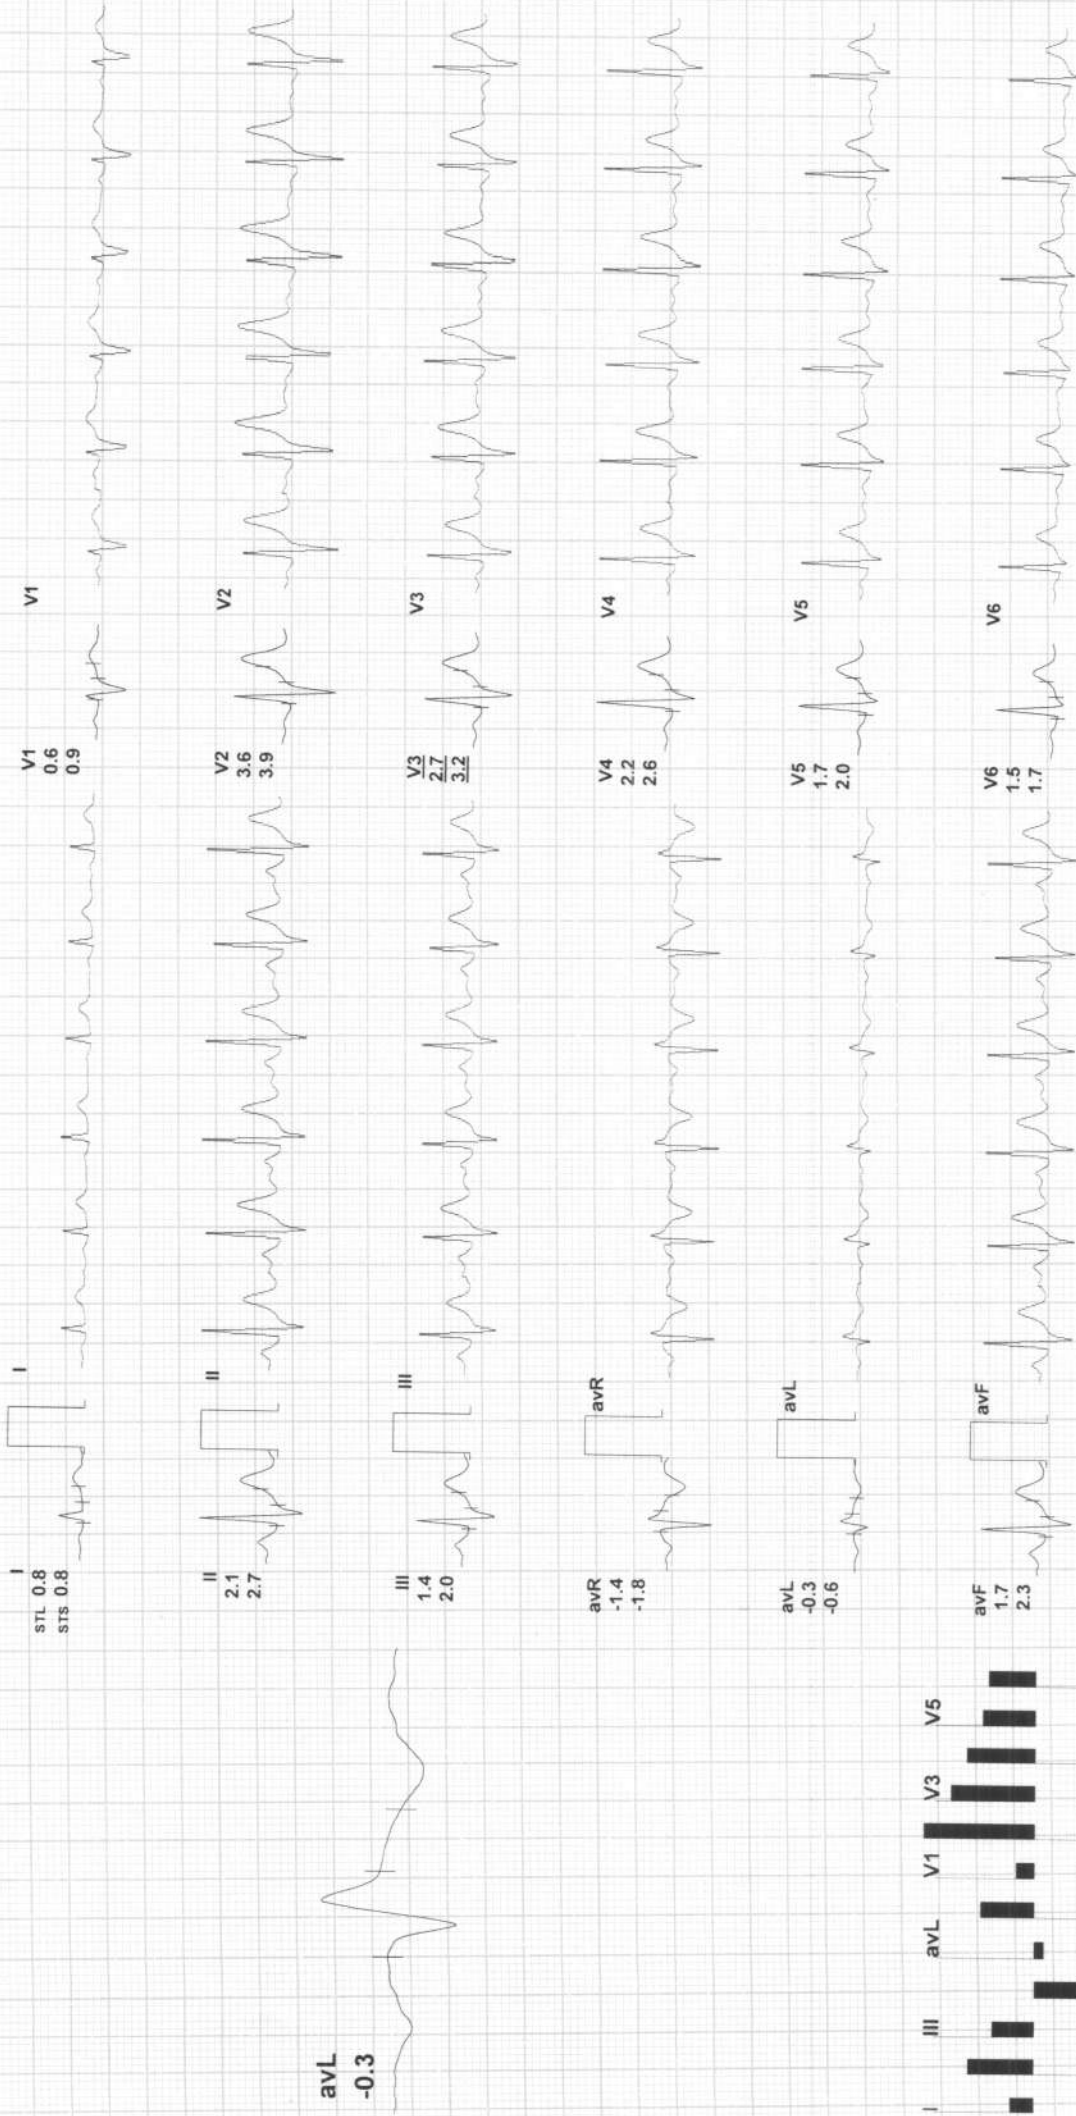 avL
-0.3
I III avL V1 V3 V5
I
STL 0.8
STS 0.8
I
V1
0.6
0.9
V1
II
2.1
2.7
II
V2
3.6
3.9
V2
III
1.4
2.0
III
V3
2.7
3.2
V3
avR
-1.4
-1.8
avR
V4
2.2
2.6
V4
avL
-0.3
-0.6
avL
V5
1.7
2.0
V5
avF
1.7
2.3
avF
V6
1.5
1.7
V6